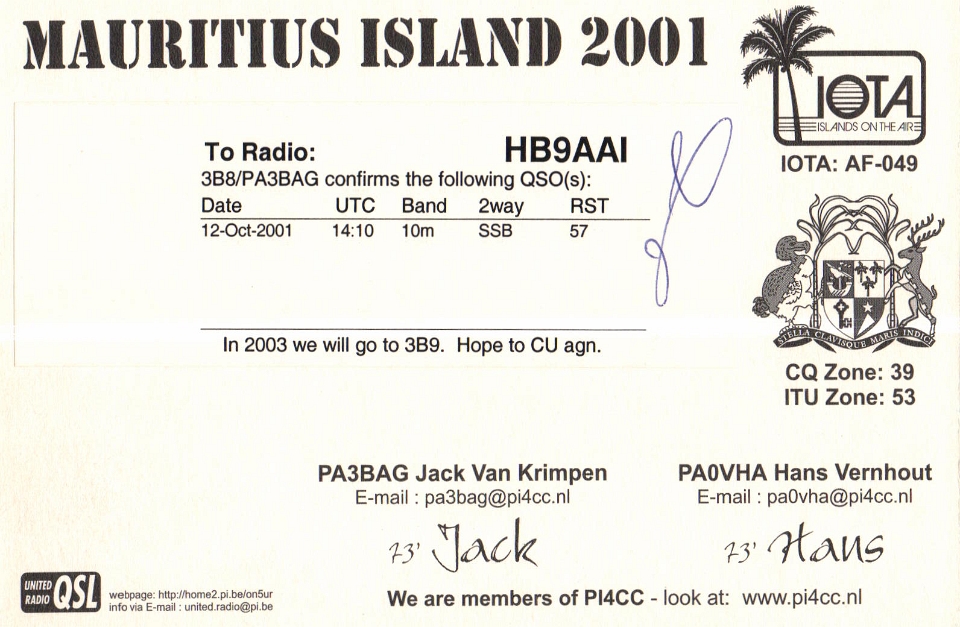 MAURITIUS ISLAND 2001
IOTA
ISLANDS ON THE AIR
IOTA: AF-049
To Radio: HB9AAI
3B8/PA3BAG confirms the following QSO(s):
Date UTC Band 2way RST
12-Oct-2001 14:10 10m SSB 57
In 2003 we will go to 3B9. Hope to CU agn.
STELLA CLAVISQUE MARIS INDICI
CQ Zone: 39
ITU Zone: 53
PA3BAG Jack Van Krimpen
E-mail : pa3bag@pi4cc.nl
73' Jack
PA0VHA Hans Vernhout
E-mail : pa0vha@pi4cc.nl
73' Hans
UNITED RADIO QSL
webpage: http://home2.pi.be/on5ur
info via E-mail : united.radio@pi.be
We are members of PI4CC - look at: www.pi4cc.nl